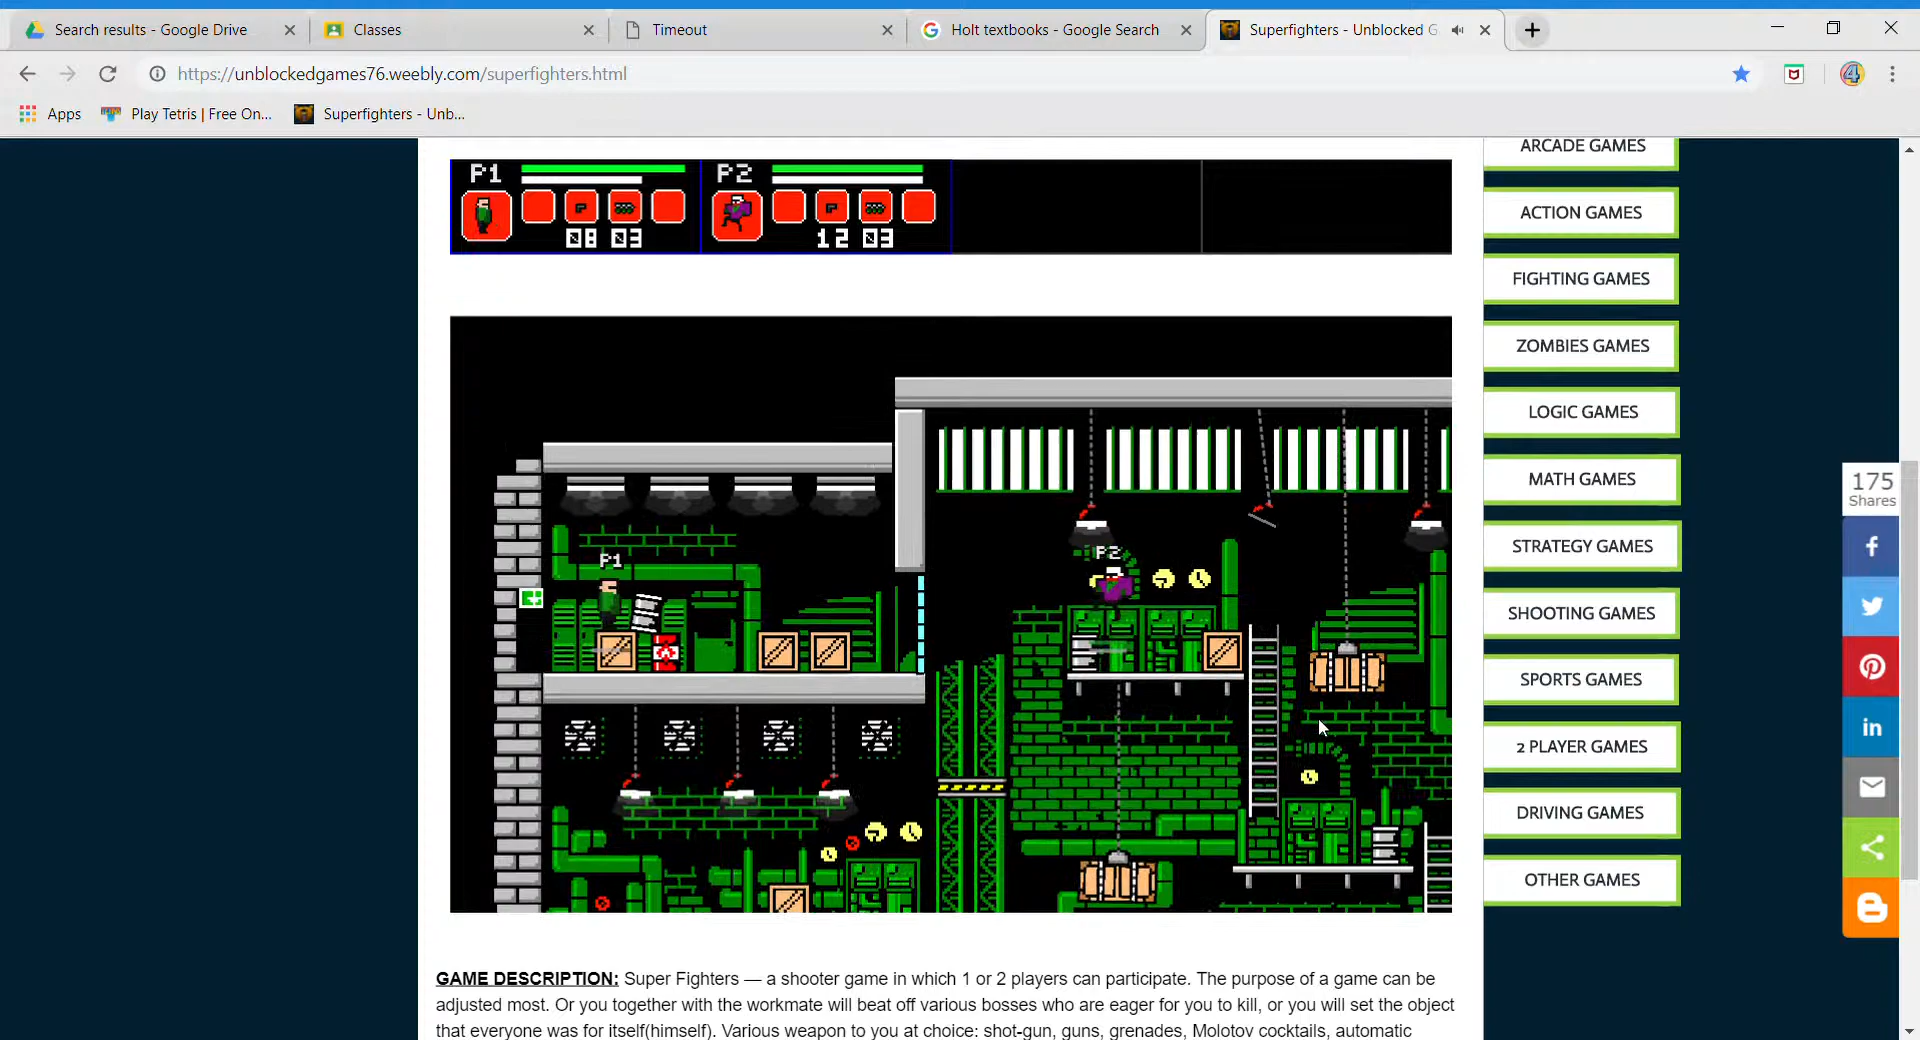 Search results - Google Drive
Classes
Timeout
Holt textbooks - Google Search
Superfighters - Unblocked G
https://unblockedgames76.weebly.com/superfighters.html
Apps
Play Tetris | Free On...
Superfighters - Unb...
P1
P2
08 03
12 03
P1
P2
ARCADE GAMES
ACTION GAMES
FIGHTING GAMES
ZOMBIES GAMES
LOGIC GAMES
MATH GAMES
STRATEGY GAMES
SHOOTING GAMES
SPORTS GAMES
2 PLAYER GAMES
DRIVING GAMES
OTHER GAMES
175
Shares
GAME DESCRIPTION: Super Fighters — a shooter game in which 1 or 2 players can participate. The purpose of a game can be
adjusted most. Or you together with the workmate will beat off various bosses who are eager for you to kill, or you will set the object
that everyone was for itself(himself). Various weapon to you at choice: shot-gun, guns, grenades, Molotov cocktails, automatic